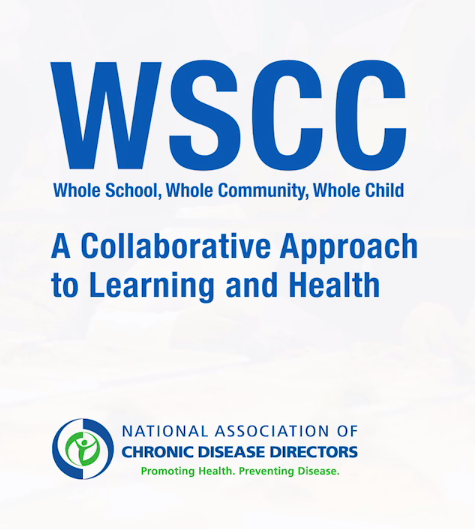 WSCC
Whole School, Whole Community, Whole Child
A Collaborative Approach
to Learning and Health
NATIONAL ASSOCIATION OF
CHRONIC DISEASE DIRECTORS
Promoting Health. Preventing Disease.